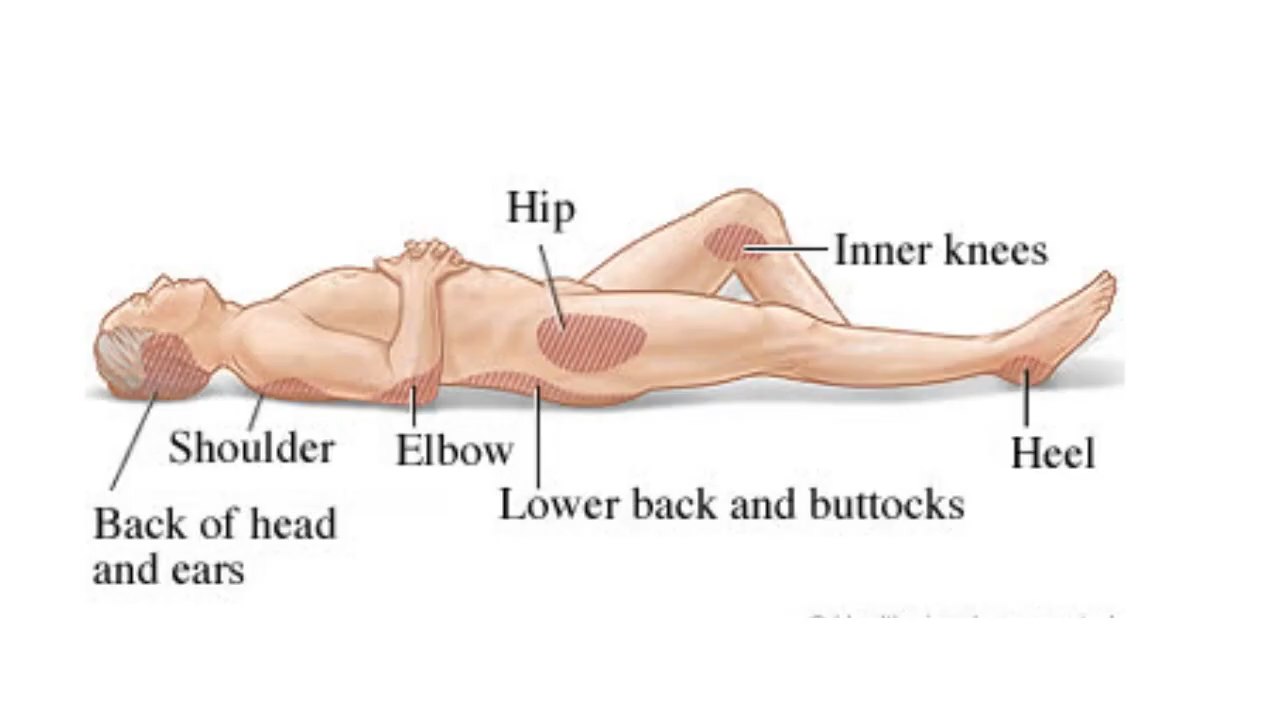 Hip
Inner knees
Shoulder
Elbow
Heel
Lower back and buttocks
Back of head
and ears